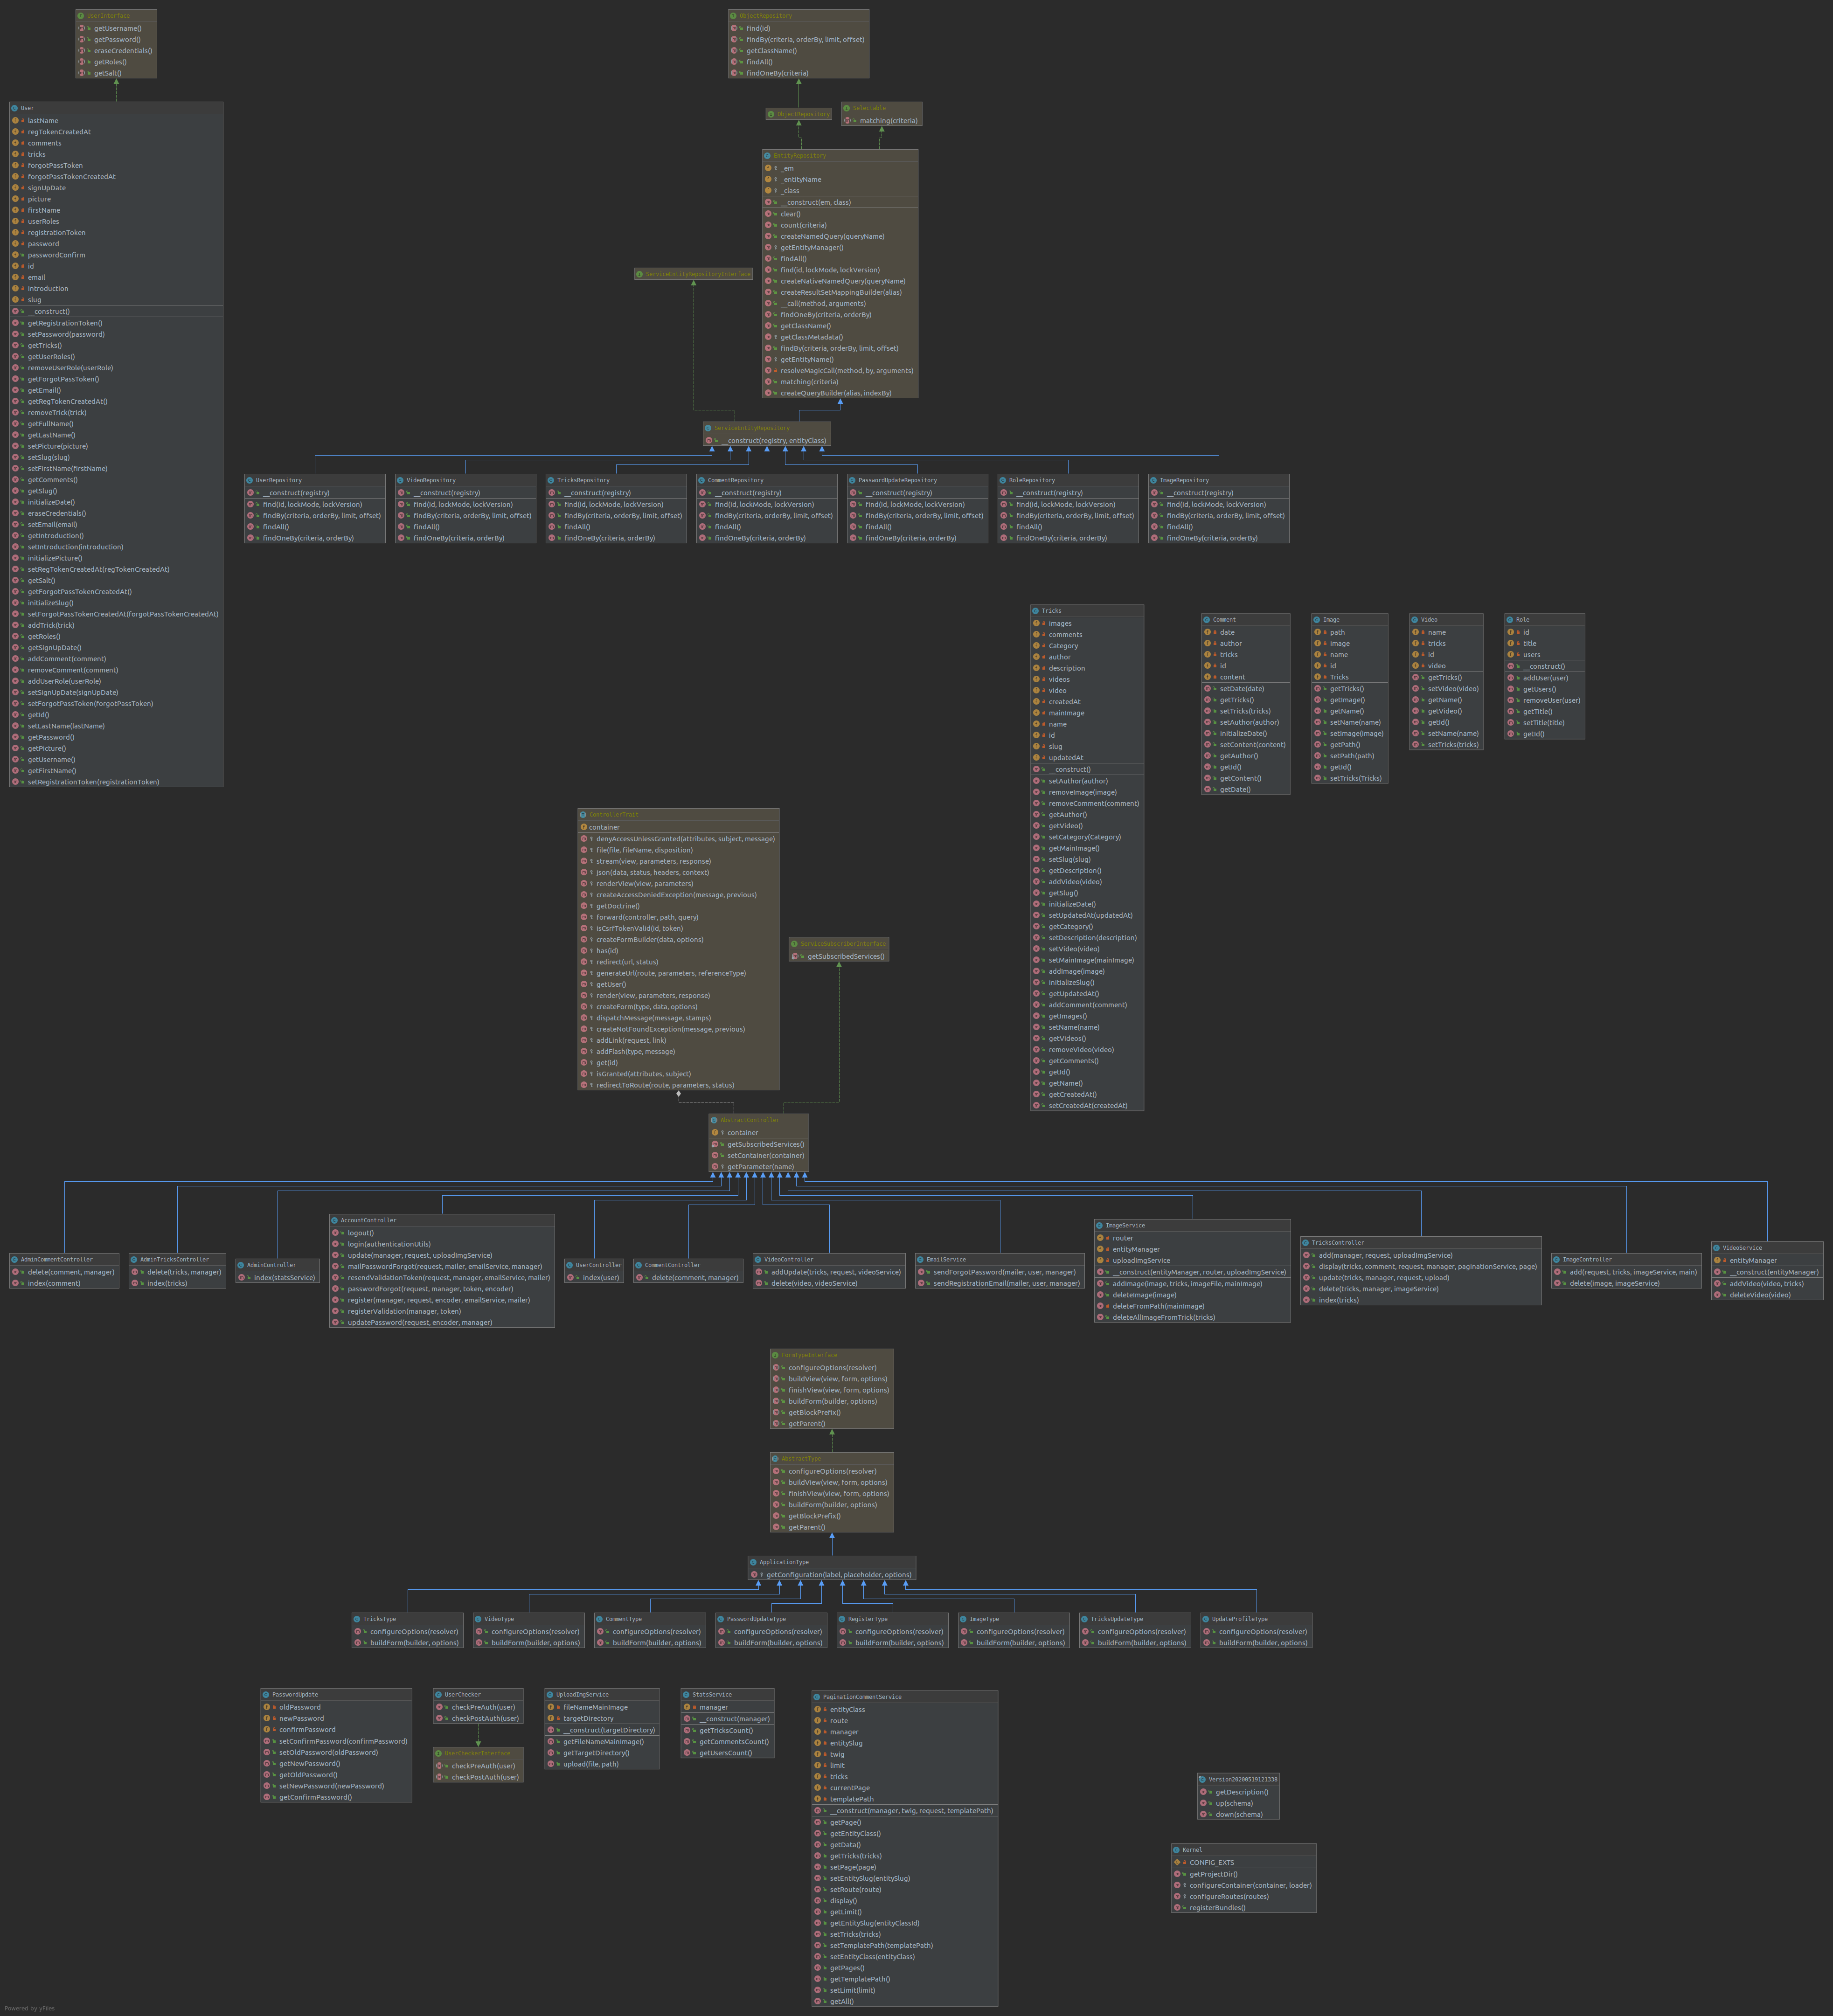 UserInterface
getUsername()
getPassword()
eraseCredentials()
getRoles()
getSalt()
User
lastName
regTokenCreatedAt
comments
tricks
forgotPassToken
forgotPassTokenCreatedAt
signUpDate
picture
firstName
userRoles
registrationToken
password
passwordConfirm
id
email
introduction
slug
__construct()
getRegistrationToken()
setPassword(password)
getTricks()
getUserRoles()
removeUserRole(userRole)
getForgotPassToken()
getEmail()
getRegTokenCreatedAt()
removeTrick(trick)
getFullName()
getLastName()
setPicture(picture)
setSlug(slug)
setFirstName(firstName)
getComments()
getSlug()
initializeDate()
eraseCredentials()
setEmail(email)
getIntroduction()
setIntroduction(introduction)
initializePicture()
setRegTokenCreatedAt(regTokenCreatedAt)
getSalt()
getForgotPassTokenCreatedAt()
initializeSlug()
setForgotPassTokenCreatedAt(forgotPassTokenCreatedAt)
addTrick(trick)
getRoles()
getSignUpDate()
addComment(comment)
removeComment(comment)
addUserRole(userRole)
setSignUpDate(signUpDate)
setForgotPassToken(forgotPassToken)
getId()
setLastName(lastName)
getPassword()
getPicture()
getUsername()
getFirstName()
setRegistrationToken(registrationToken)
ObjectRepository
find(id)
findBy(criteria, orderBy, limit, offset)
getClassName()
findAll()
findOneBy(criteria)
ObjectRepository
Selectable
matching(criteria)
EntityRepository
_em
_entityName
_class
__construct(em, class)
clear()
count(criteria)
createNamedQuery(queryName)
getEntityManager()
findAll()
find(id, lockMode, lockVersion)
createNativeNamedQuery(queryName)
createResultSetMappingBuilder(alias)
__call(method, arguments)
findOneBy(criteria, orderBy)
getClassName()
getClassMetadata()
findBy(criteria, orderBy, limit, offset)
getEntityName()
resolveMagicCall(method, by, arguments)
matching(criteria)
createQueryBuilder(alias, indexBy)
ServiceEntityRepositoryInterface
ServiceEntityRepository
__construct(registry, entityClass)
UserRepository
__construct(registry)
find(id, lockMode, lockVersion)
findBy(criteria, orderBy, limit, offset)
findAll()
findOneBy(criteria, orderBy)
VideoRepository
__construct(registry)
find(id, lockMode, lockVersion)
findBy(criteria, orderBy, limit, offset)
findAll()
findOneBy(criteria, orderBy)
TricksRepository
__construct(registry)
find(id, lockMode, lockVersion)
findBy(criteria, orderBy, limit, offset)
findAll()
findOneBy(criteria, orderBy)
CommentRepository
__construct(registry)
find(id, lockMode, lockVersion)
findBy(criteria, orderBy, limit, offset)
findAll()
findOneBy(criteria, orderBy)
PasswordUpdateRepository
__construct(registry)
find(id, lockMode, lockVersion)
findBy(criteria, orderBy, limit, offset)
findAll()
findOneBy(criteria, orderBy)
RoleRepository
__construct(registry)
find(id, lockMode, lockVersion)
findBy(criteria, orderBy, limit, offset)
findAll()
findOneBy(criteria, orderBy)
ImageRepository
__construct(registry)
find(id, lockMode, lockVersion)
findBy(criteria, orderBy, limit, offset)
findAll()
findOneBy(criteria, orderBy)
Tricks
images
comments
Category
author
description
videos
video
createdAt
mainImage
name
id
slug
updatedAt
__construct()
setAuthor(author)
removeImage(image)
removeComment(comment)
getAuthor()
getVideo()
setCategory(Category)
getMainImage()
setSlug(slug)
getDescription()
addVideo(video)
getSlug()
initializeDate()
setUpdatedAt(updatedAt)
getCategory()
setDescription(description)
setVideo(video)
setMainImage(mainImage)
addImage(image)
initializeSlug()
getUpdatedAt()
addComment(comment)
getImages()
setName(name)
getVideos()
removeVideo(video)
getComments()
getId()
getName()
getCreatedAt()
setCreatedAt(createdAt)
Comment
date
author
tricks
id
content
setDate(date)
getTricks()
setTricks(tricks)
setAuthor(author)
initializeDate()
setContent(content)
getAuthor()
getId()
getContent()
getDate()
Image
path
image
name
id
Tricks
getTricks()
getImage()
getName()
setName(name)
setImage(image)
getPath()
setPath(path)
getId()
setTricks(Tricks)
Video
name
tricks
id
video
getTricks()
setVideo(video)
getName()
getVideo()
getId()
setName(name)
setTricks(tricks)
Role
id
title
users
__construct()
addUser(user)
getUsers()
removeUser(user)
getTitle()
setTitle(title)
getId()
ControllerTrait
container
denyAccessUnlessGranted(attributes, subject, message)
file(file, fileName, disposition)
stream(view, parameters, response)
json(data, status, headers, context)
renderView(view, parameters)
createAccessDeniedException(message, previous)
getDoctrine()
forward(controller, path, query)
isCsrfTokenValid(id, token)
createFormBuilder(data, options)
has(id)
redirect(url, status)
generateUrl(route, parameters, referenceType)
getUser()
render(view, parameters, response)
createForm(type, data, options)
dispatchMessage(message, stamps)
createNotFoundException(message, previous)
addLink(request, link)
addFlash(type, message)
get(id)
isGranted(attributes, subject)
redirectToRoute(route, parameters, status)
ServiceSubscriberInterface
getSubscribedServices()
AbstractController
container
getSubscribedServices()
setContainer(container)
getParameter(name)
AdminCommentController
delete(comment, manager)
index(comment)
AdminTricksController
delete(tricks, manager)
index(tricks)
AdminController
index(statsService)
AccountController
logout()
login(authenticationUtils)
update(manager, request, uploadImgService)
mailPasswordForgot(request, mailer, emailService, manager)
resendValidationToken(request, manager, emailService, mailer)
passwordForgot(request, manager, token, encoder)
register(manager, request, encoder, emailService, mailer)
registerValidation(manager, token)
updatePassword(request, encoder, manager)
UserController
index(user)
CommentController
delete(comment, manager)
VideoController
addUpdate(tricks, request, videoService)
delete(video, videoService)
EmailService
sendForgotPassword(mailer, user, manager)
sendRegistrationEmail(mailer, user, manager)
ImageService
router
entityManager
uploadImgService
__construct(entityManager, router, uploadImgService)
addImage(image, tricks, imageFile, mainImage)
deleteImage(image)
deleteFromPath(mainImage)
deleteAllImageFromTrick(tricks)
TricksController
add(manager, request, uploadImgService)
display(tricks, comment, request, manager, paginationService, page)
update(tricks, manager, request, upload)
delete(tricks, manager, imageService)
index(tricks)
ImageController
add(request, tricks, imageService, main)
delete(image, imageService)
VideoService
entityManager
__construct(entityManager)
addVideo(video, tricks)
deleteVideo(video)
FormTypeInterface
configureOptions(resolver)
buildView(view, form, options)
finishView(view, form, options)
buildForm(builder, options)
getBlockPrefix()
getParent()
AbstractType
configureOptions(resolver)
buildView(view, form, options)
finishView(view, form, options)
buildForm(builder, options)
getBlockPrefix()
getParent()
ApplicationType
getConfiguration(label, placeholder, options)
TricksType
configureOptions(resolver)
buildForm(builder, options)
VideoType
configureOptions(resolver)
buildForm(builder, options)
CommentType
configureOptions(resolver)
buildForm(builder, options)
PasswordUpdateType
configureOptions(resolver)
buildForm(builder, options)
RegisterType
configureOptions(resolver)
buildForm(builder, options)
ImageType
configureOptions(resolver)
buildForm(builder, options)
TricksUpdateType
configureOptions(resolver)
buildForm(builder, options)
UpdateProfileType
configureOptions(resolver)
buildForm(builder, options)
PasswordUpdate
oldPassword
newPassword
confirmPassword
setConfirmPassword(confirmPassword)
setOldPassword(oldPassword)
getNewPassword()
getOldPassword()
setNewPassword(newPassword)
getConfirmPassword()
UserChecker
checkPreAuth(user)
checkPostAuth(user)
UserCheckerInterface
checkPreAuth(user)
checkPostAuth(user)
UploadImgService
fileNameMainImage
targetDirectory
__construct(targetDirectory)
getFileNameMainImage()
getTargetDirectory()
upload(file, path)
StatsService
manager
__construct(manager)
getTricksCount()
getCommentsCount()
getUsersCount()
PaginationCommentService
entityClass
route
manager
entitySlug
twig
limit
tricks
currentPage
templatePath
__construct(manager, twig, request, templatePath)
getPage()
getEntityClass()
getData()
getTricks(tricks)
setPage(page)
setEntitySlug(entitySlug)
setRoute(route)
display()
getLimit()
getEntitySlug(entityClassId)
setTricks(tricks)
setTemplatePath(templatePath)
setEntityClass(entityClass)
getPages()
getTemplatePath()
setLimit(limit)
getAll()
Version20200519121338
getDescription()
up(schema)
down(schema)
Kernel
CONFIG_EXTS
getProjectDir()
configureContainer(container, loader)
configureRoutes(routes)
registerBundles()
Powered by yFiles